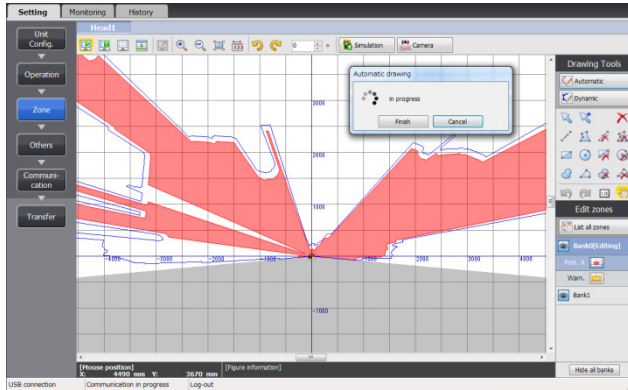 Setting Monitoring History
Unit
Config.
Operation
Zone
Others
Communi-
cation
Transfer
Head1
0 Simulation Camera
Automatic drawing
in progress
Finish Cancel
3000
2000
1000
-4000 -3000 -2000 -1000 1000 2000 3000 4000
-1000
Drawing Tools
Automatic
Dynamic
Edit zones
List all zones
Bank0[Editing]
Prot. A
Warn.
Bank1
Hide all banks
[Mouse position] [Figure information]
X: 4490 mm Y: 3670 mm
USB connection Communication in progress Log-out